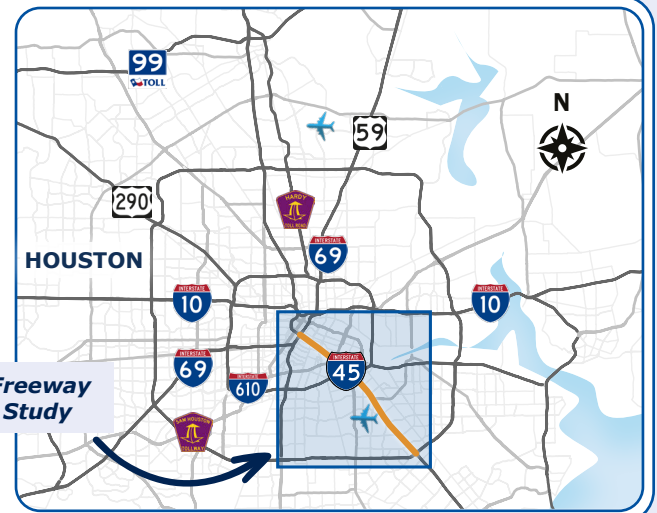 99
TOLL
N
59
290
HARDY
TOLL ROAD
INTERSTATE
69
HOUSTON
INTERSTATE
10
INTERSTATE
10
INTERSTATE
69
INTERSTATE
45
INTERSTATE
610
Freeway
Study
SAM HOUSTON
TOLLWAY